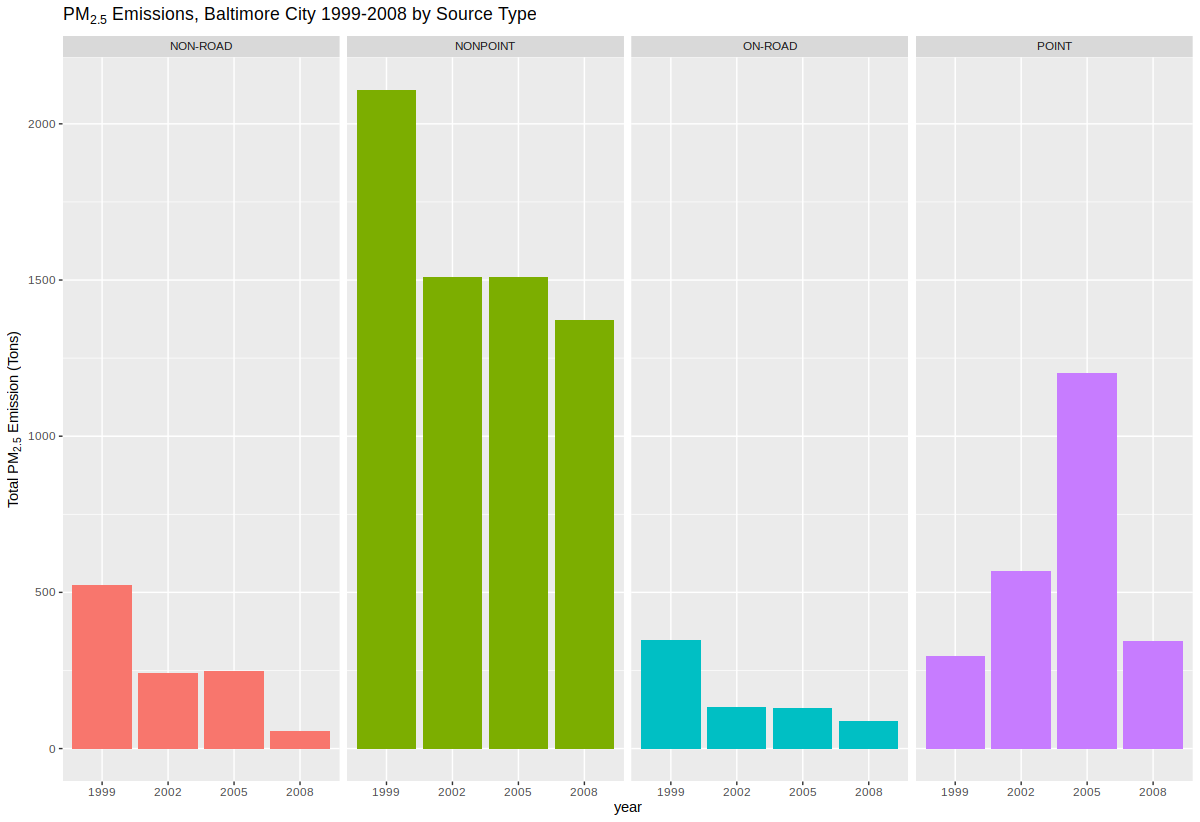 PM2.5 Emissions, Baltimore City 1999-2008 by Source Type
NON-ROAD NONPOINT ON-ROAD POINT
Total PM2.5 Emission (Tons)
2000
1500
1000
500
0
1999 2002 2005 2008 1999 2002 2005 2008 1999 2002 2005 2008 1999 2002 2005 2008
year